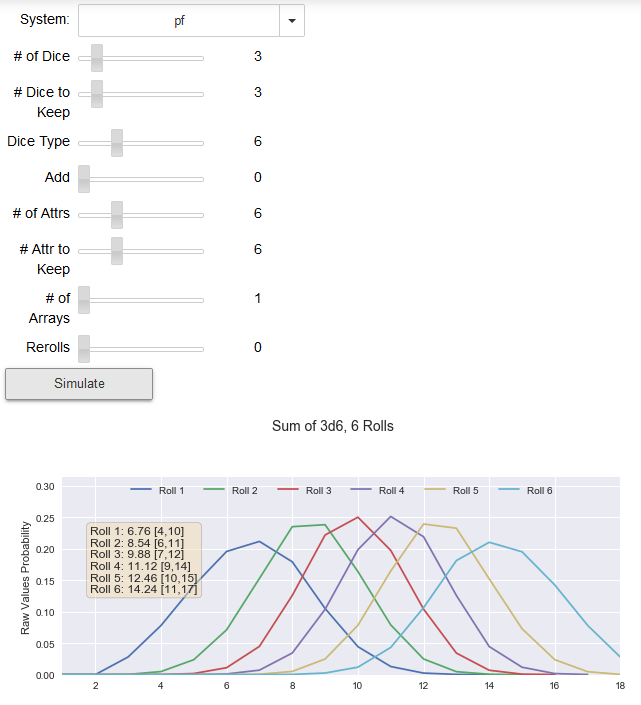 System: pf
# of Dice 3
# Dice to
Keep 3
Dice Type 6
Add 0
# of Attrs 6
# Attr to
Keep 6
# of
Arrays 1
Rerolls 0
Simulate
Sum of 3d6, 6 Rolls
Roll 1 Roll 2 Roll 3 Roll 4 Roll 5 Roll 6
Roll 1: 6.76 [4,10]
Roll 2: 8.54 [6,11]
Roll 3: 9.88 [7,12]
Roll 4: 11.12 [9,14]
Roll 5: 12.46 [10,15]
Roll 6: 14.24 [11,17]
Raw Values Probability
0.30
0.25
0.20
0.15
0.10
0.05
0.00
2 4 6 8 10 12 14 16 18